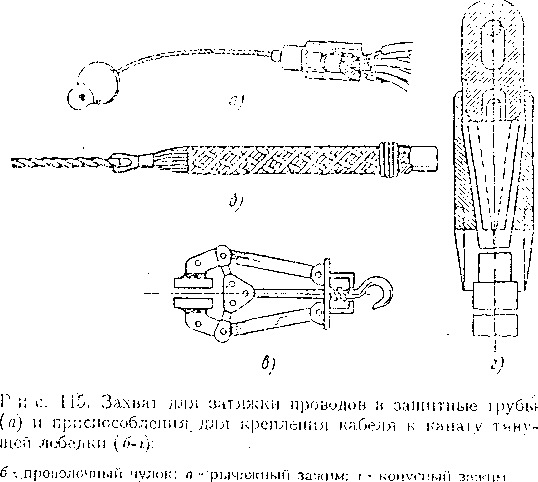 а)
б)
в)
г)
Рис. 115. Захват для затяжки проводов в защитные трубы
(а) и приспособления для крепления кабеля к канату тяну-
щей лебедки (б-г):
б - проволочный чулок; в - рычажный зажим; г - конусный зажим